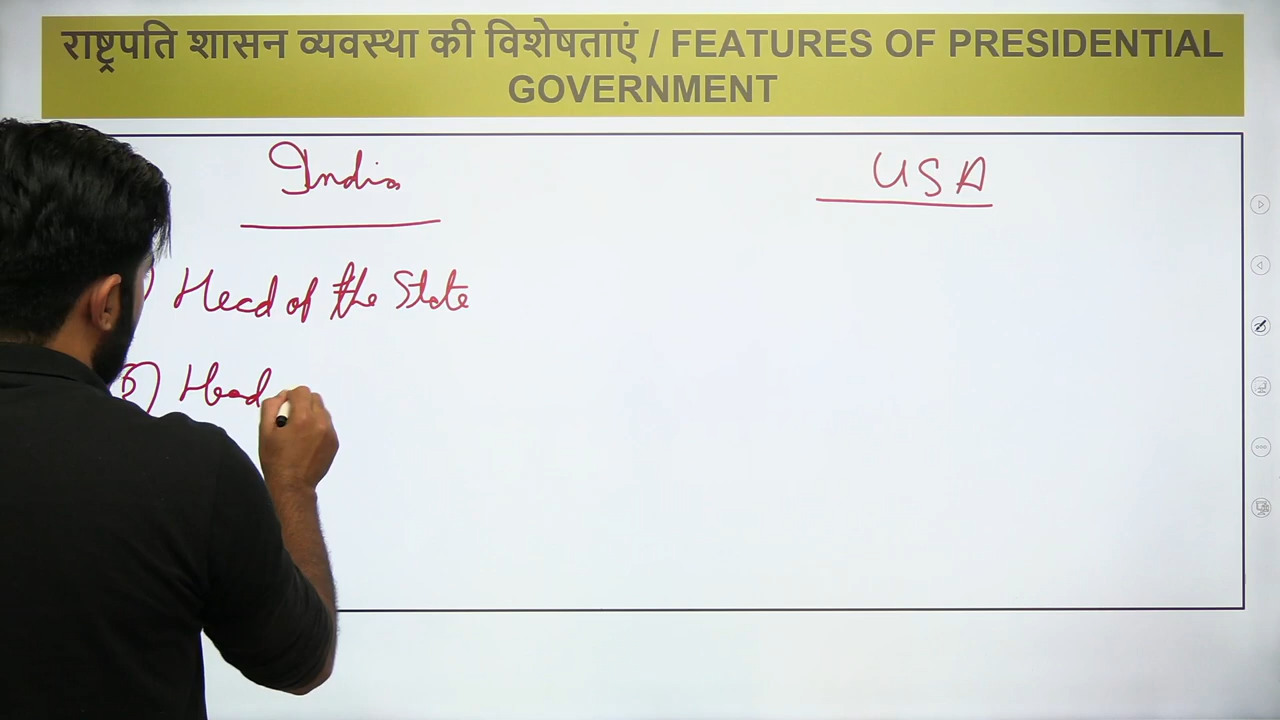 राष्ट्रपति शासन व्यवस्था की विशेषताएं / FEATURES OF PRESIDENTIAL
GOVERNMENT
India
USA
) Head of the State
b) Head